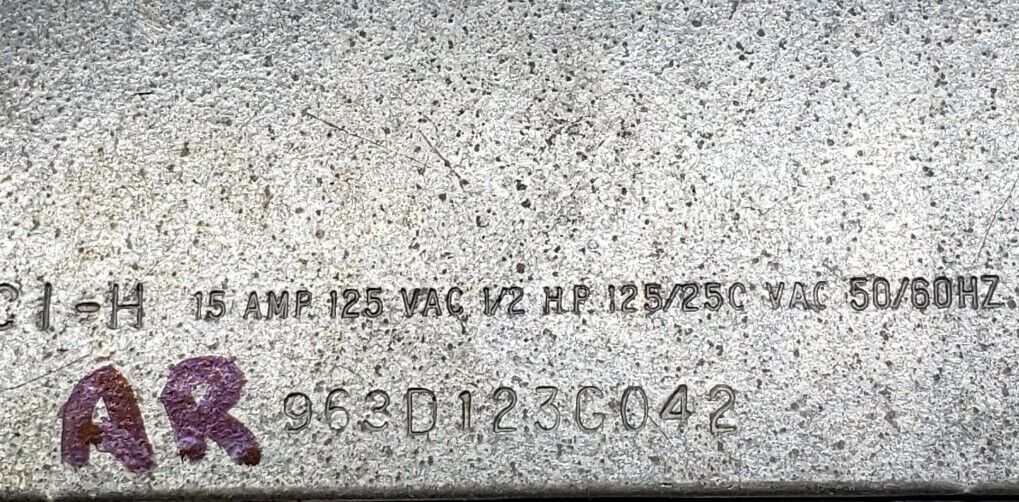 C1-H 15 AMP. 125 VAC, 1/2 H.P. 125/250 VAC 50/60HZ.
AR 963D123G042